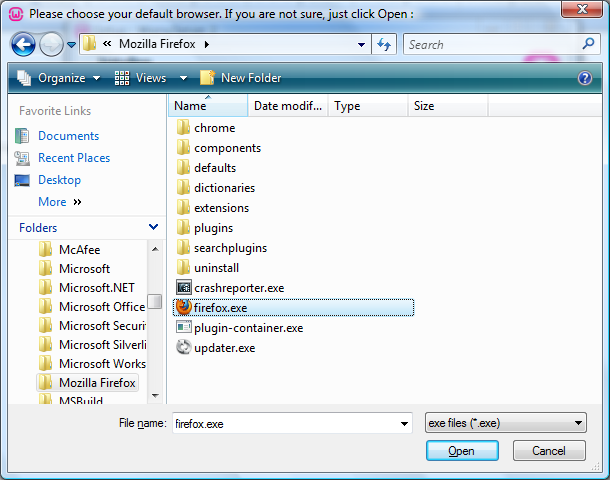 Please choose your default browser. If you are not sure, just click Open :
« Mozilla Firefox
Search
Organize Views New Folder
Favorite Links
Documents
Recent Places
Desktop
More »
Folders
McAfee
Microsoft
Microsoft.NET
Microsoft Office
Microsoft Securi
Microsoft Silverli
Microsoft Works
Mozilla Firefox
MSBuild
Name Date modif... Type Size
chrome
components
defaults
dictionaries
extensions
plugins
searchplugins
uninstall
crashreporter.exe
firefox.exe
plugin-container.exe
updater.exe
File name: firefox.exe exe files (*.exe)
Open Cancel